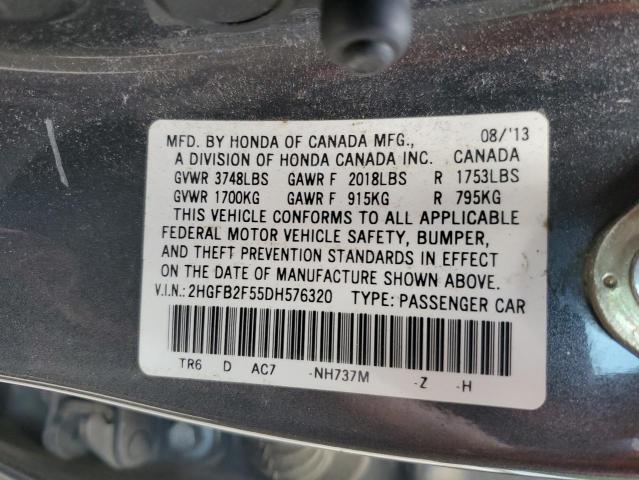 MFD. BY HONDA OF CANADA MFG., 08/'13
A DIVISION OF HONDA CANADA INC. CANADA
GVWR 3748LBS GAWR F 2018LBS R 1753LBS
GVWR 1700KG GAWR F 915KG R 795KG
THIS VEHICLE CONFORMS TO ALL APPLICABLE
FEDERAL MOTOR VEHICLE SAFETY, BUMPER,
AND THEFT PREVENTION STANDARDS IN EFFECT
ON THE DATE OF MANUFACTURE SHOWN ABOVE.
V.I.N.: 2HGFB2F55DH576320 TYPE: PASSENGER CAR
TR6 D AC7 -NH737M -Z -H